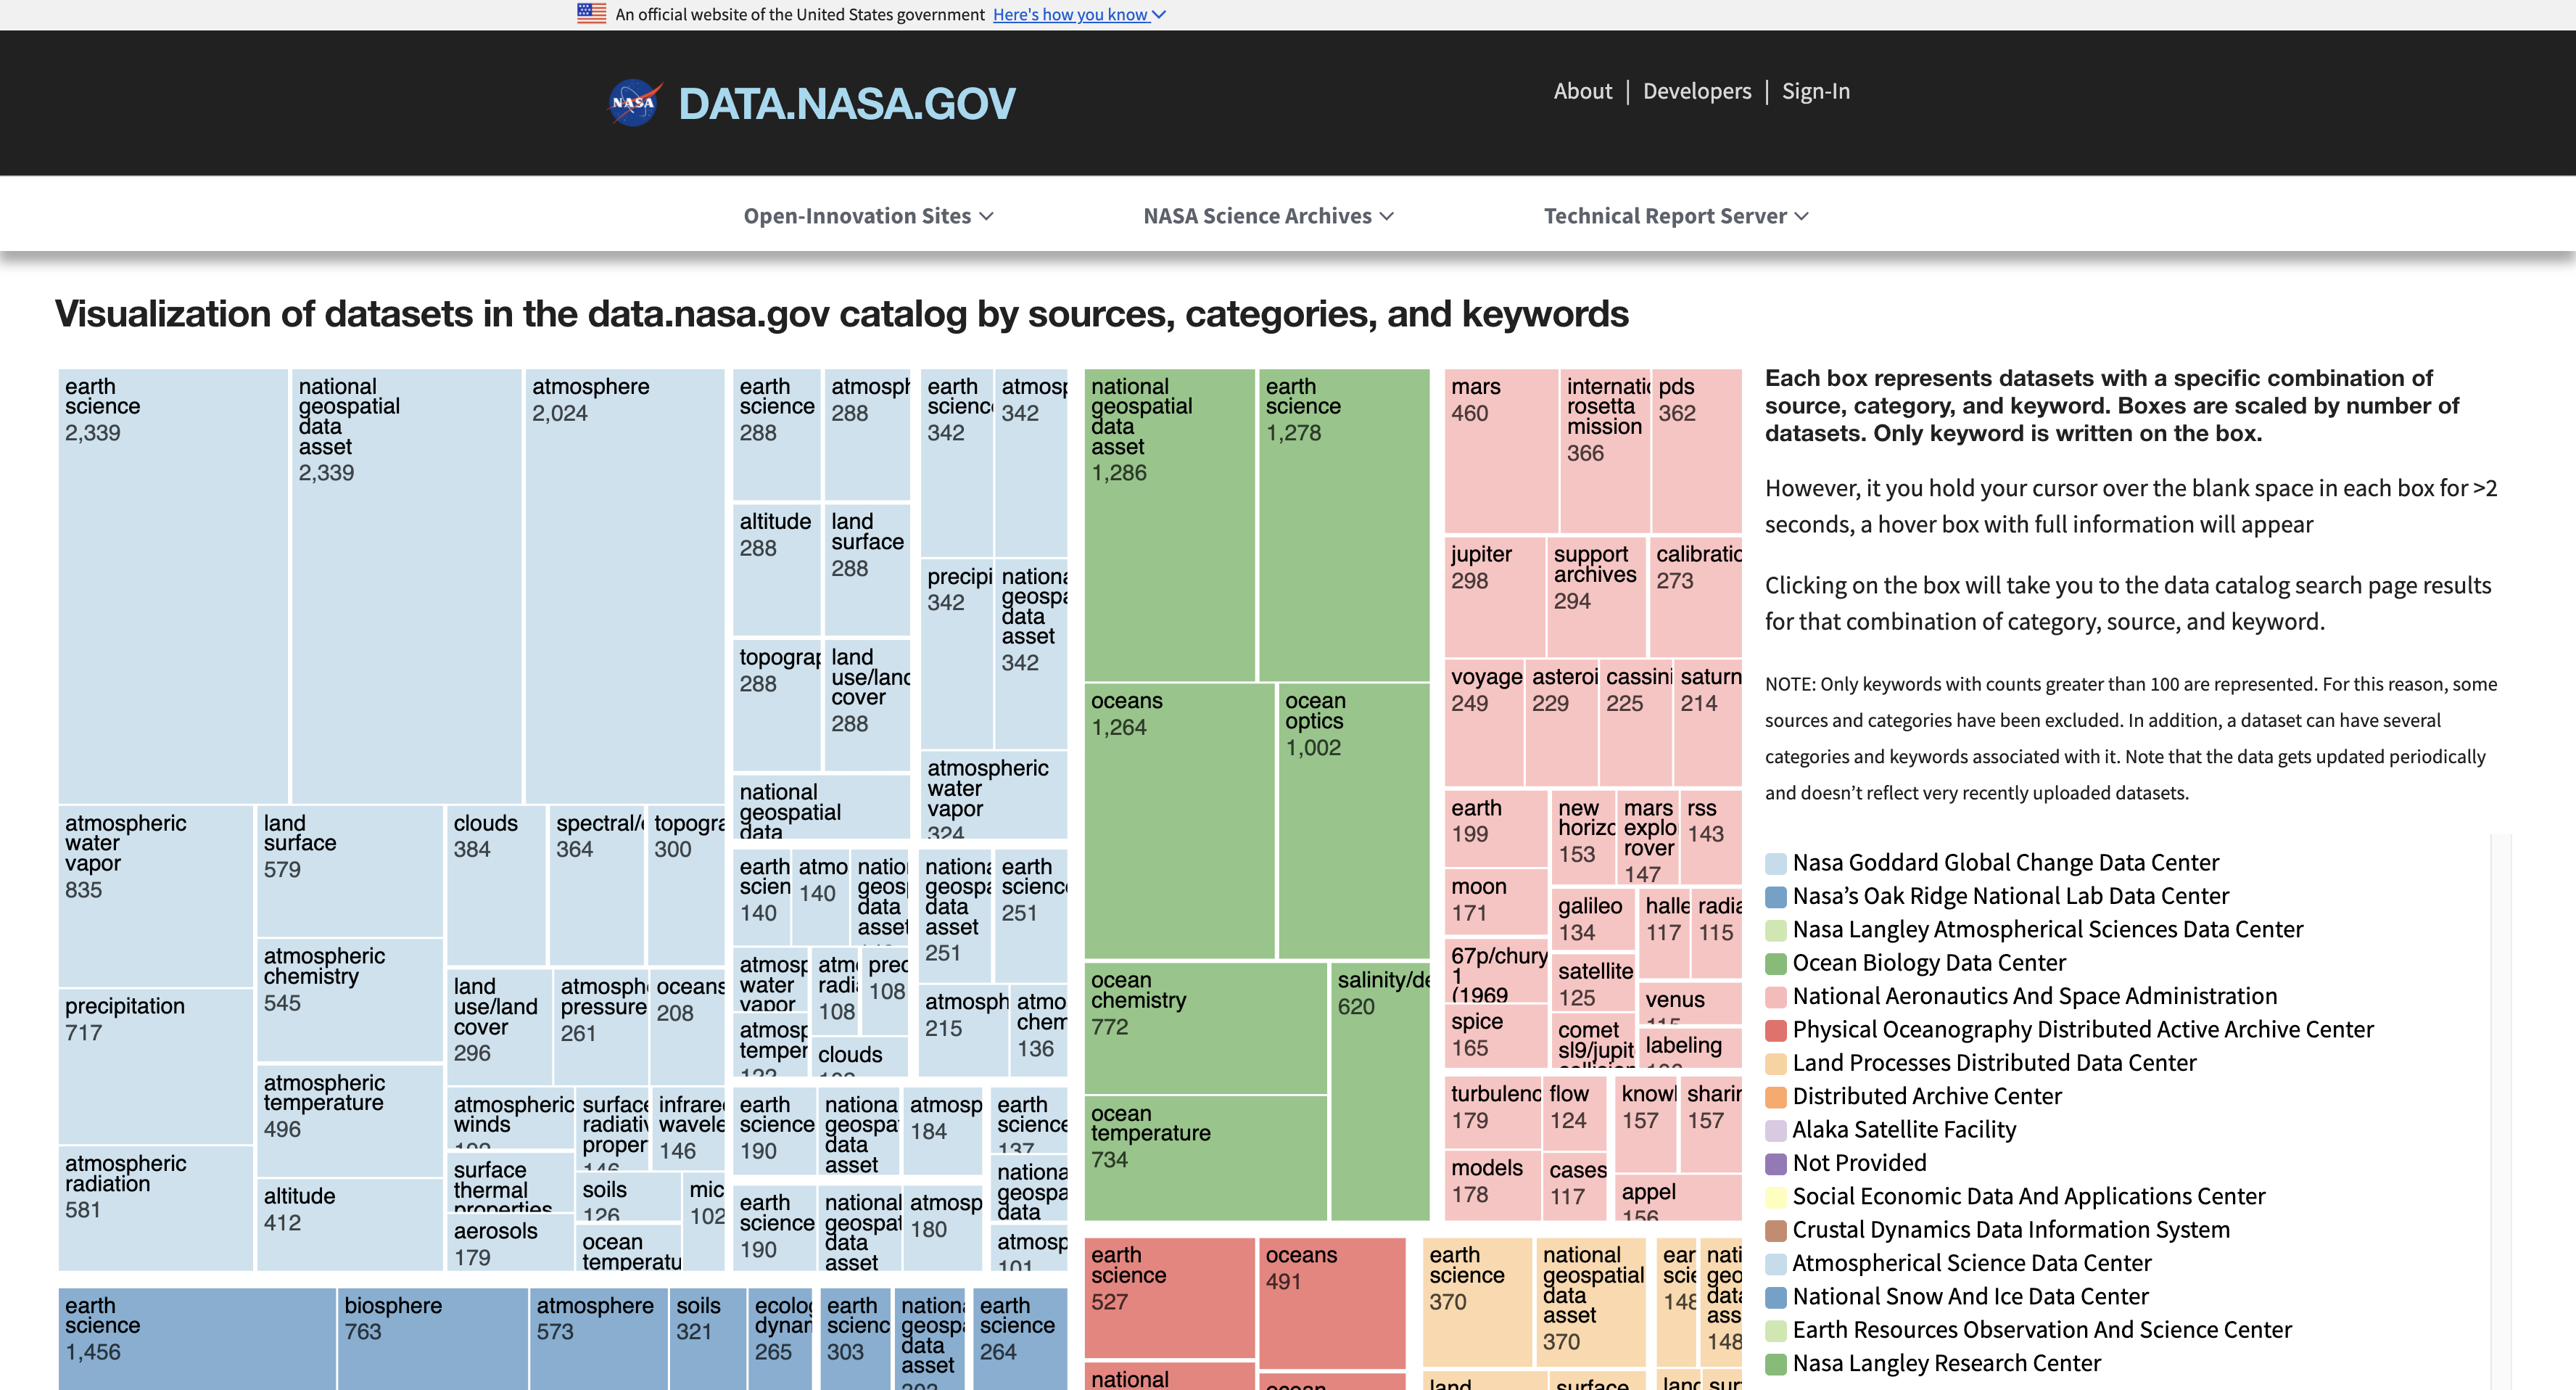 An official website of the United States government Here's how you know
NASA
DATA.NASA.GOV
About | Developers | Sign-In
Open-Innovation Sites
NASA Science Archives
Technical Report Server
Visualization of datasets in the data.nasa.gov catalog by sources, categories, and keywords
earth
science
2,339
national
geospatial
data
asset
2,339
atmosphere
2,024
atmospheric
water
vapor
835
precipitation
717
atmospheric
radiation
581
land
surface
579
atmospheric
chemistry
545
atmospheric
temperature
496
altitude
412
clouds
384
spectral/
364
topogra
300
land
use/land
cover
296
atmosph
pressure
261
oceans
208
atmospheric
winds
surface
radiativ
proper
146
infrare
wavele
146
surface
thermal
properties
aerosols
179
soils
126
mic
102
ocean
temperatu
earth
science
288
atmosph
288
altitude
288
land
surface
288
topograp
288
land
use/land
cover
288
national
geospatial
data
earth
science
342
atmosp
342
precipi
342
nationa
geospa
data
asset
342
atmospheric
water
vapor
324
earth
scien
140
atmo
140
nation
geosp
data
asset
atmosp
water
vapor
atm
radi
108
prec
108
atmosp
temper
clouds
nationa
geospa
data
asset
251
earth
science
251
atmosph
215
atmo
chem
136
earth
science
190
nationa
geospa
data
asset
atmosp
184
earth
science
137
nationa
geospa
data
atmosp
101
earth
science
190
national
geospat
data
asset
atmosp
180
national
geospatial
data
asset
1,286
earth
science
1,278
oceans
1,264
ocean
optics
1,002
ocean
chemistry
772
ocean
temperature
734
salinity/de
620
mars
460
internatio
rosetta
mission
366
pds
362
jupiter
298
support
archives
294
calibratio
273
voyage
249
asteroi
229
cassini
225
saturn
214
earth
199
moon
171
67p/chury
1
(1969
spice
165
new
horizo
153
mars
explo
rover
147
rss
143
galileo
134
halle
117
radia
115
satellite
125
venus
115
comet
sl9/jupit
collision
labeling
turbulenc
179
flow
124
models
178
cases
117
knowl
157
sharin
157
appel
156
earth
science
1,456
biosphere
763
atmosphere
573
soils
321
ecolog
dynam
265
earth
scienc
303
nationa
geospa
data
asset
earth
science
264
earth
science
527
oceans
491
national
ocean
earth
science
370
national
geospatial
data
asset
370
ear
scie
148
nati
geo
data
ass
148
land
surface
land
sur
Each box represents datasets with a specific combination of
source, category, and keyword. Boxes are scaled by number of
datasets. Only keyword is written on the box.
However, it you hold your cursor over the blank space in each box for >2
seconds, a hover box with full information will appear
Clicking on the box will take you to the data catalog search page results
for that combination of category, source, and keyword.
NOTE: Only keywords with counts greater than 100 are represented. For this reason, some
sources and categories have been excluded. In addition, a dataset can have several
categories and keywords associated with it. Note that the data gets updated periodically
and doesn’t reflect very recently uploaded datasets.
Nasa Goddard Global Change Data Center
Nasa’s Oak Ridge National Lab Data Center
Nasa Langley Atmospherical Sciences Data Center
Ocean Biology Data Center
National Aeronautics And Space Administration
Physical Oceanography Distributed Active Archive Center
Land Processes Distributed Data Center
Distributed Archive Center
Alaka Satellite Facility
Not Provided
Social Economic Data And Applications Center
Crustal Dynamics Data Information System
Atmospherical Science Data Center
National Snow And Ice Data Center
Earth Resources Observation And Science Center
Nasa Langley Research Center